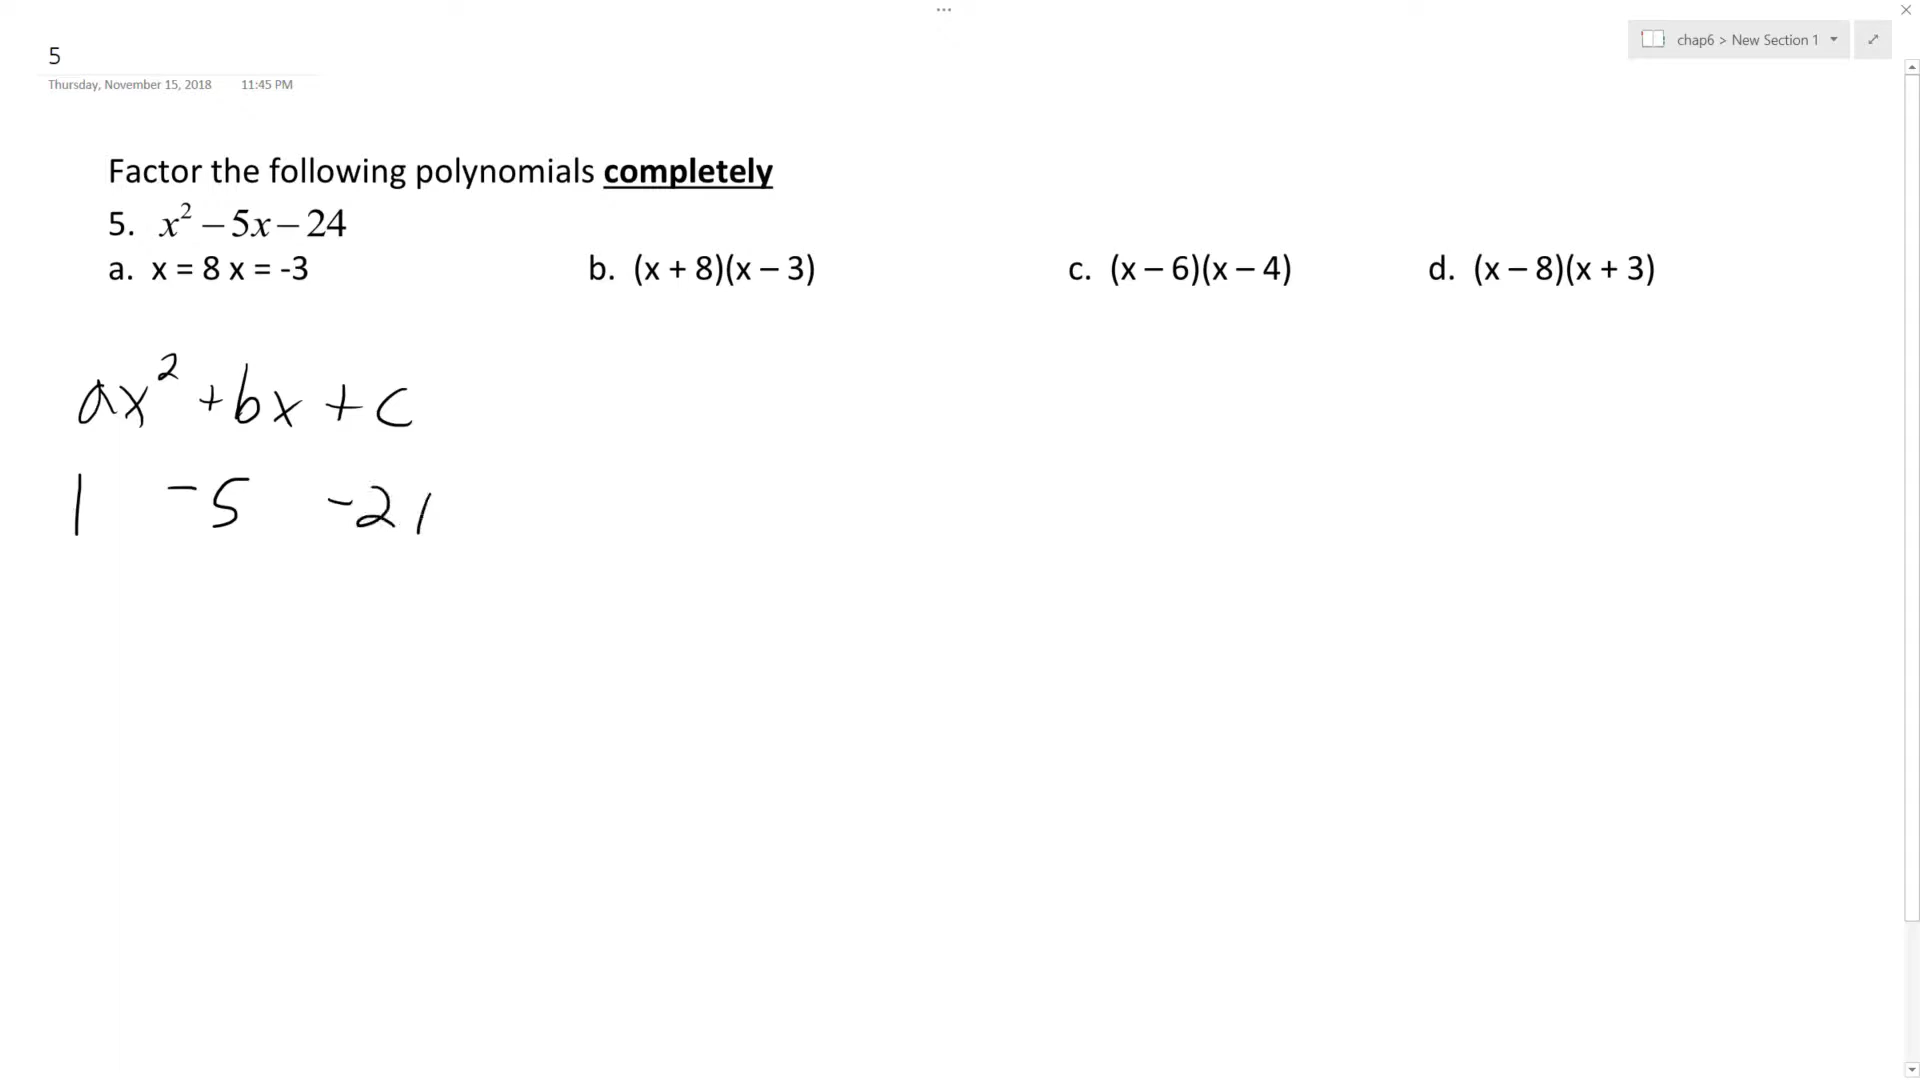 ...
5
chap6 > New Section 1
Thursday, November 15, 2018 11:45 PM
Factor the following polynomials completely
5. x² – 5x – 24
a. x = 8 x = -3 b. (x + 8)(x – 3) c. (x – 6)(x – 4) d. (x – 8)(x + 3)
ax² + bx + c
1 -5 -21